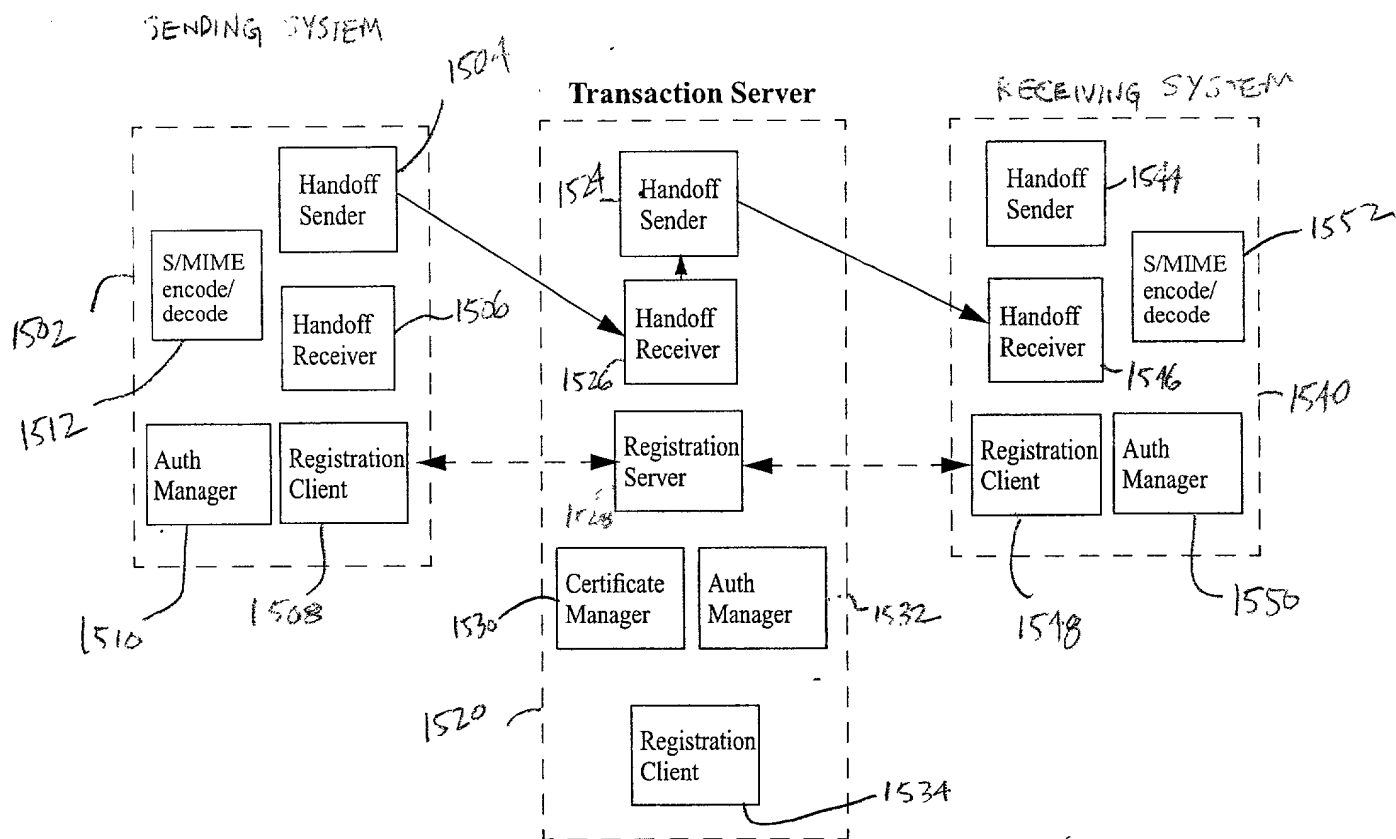 SENDING SYSTEM
1504
Handoff
Sender
S/MIME
encode/
decode
1502
Handoff
Receiver
1506
1512
Auth
Manager
Registration
Client
1510
1508
Transaction Server
1524
Handoff
Sender
Handoff
Receiver
1526
Registration
Server
1528
Certificate
Manager
1530
Auth
Manager
1532
1520
Registration
Client
1534
RECEIVING SYSTEM
Handoff
Sender
1544
1552
S/MIME
encode/
decode
Handoff
Receiver
1546
1540
Registration
Client
Auth
Manager
1548
1550